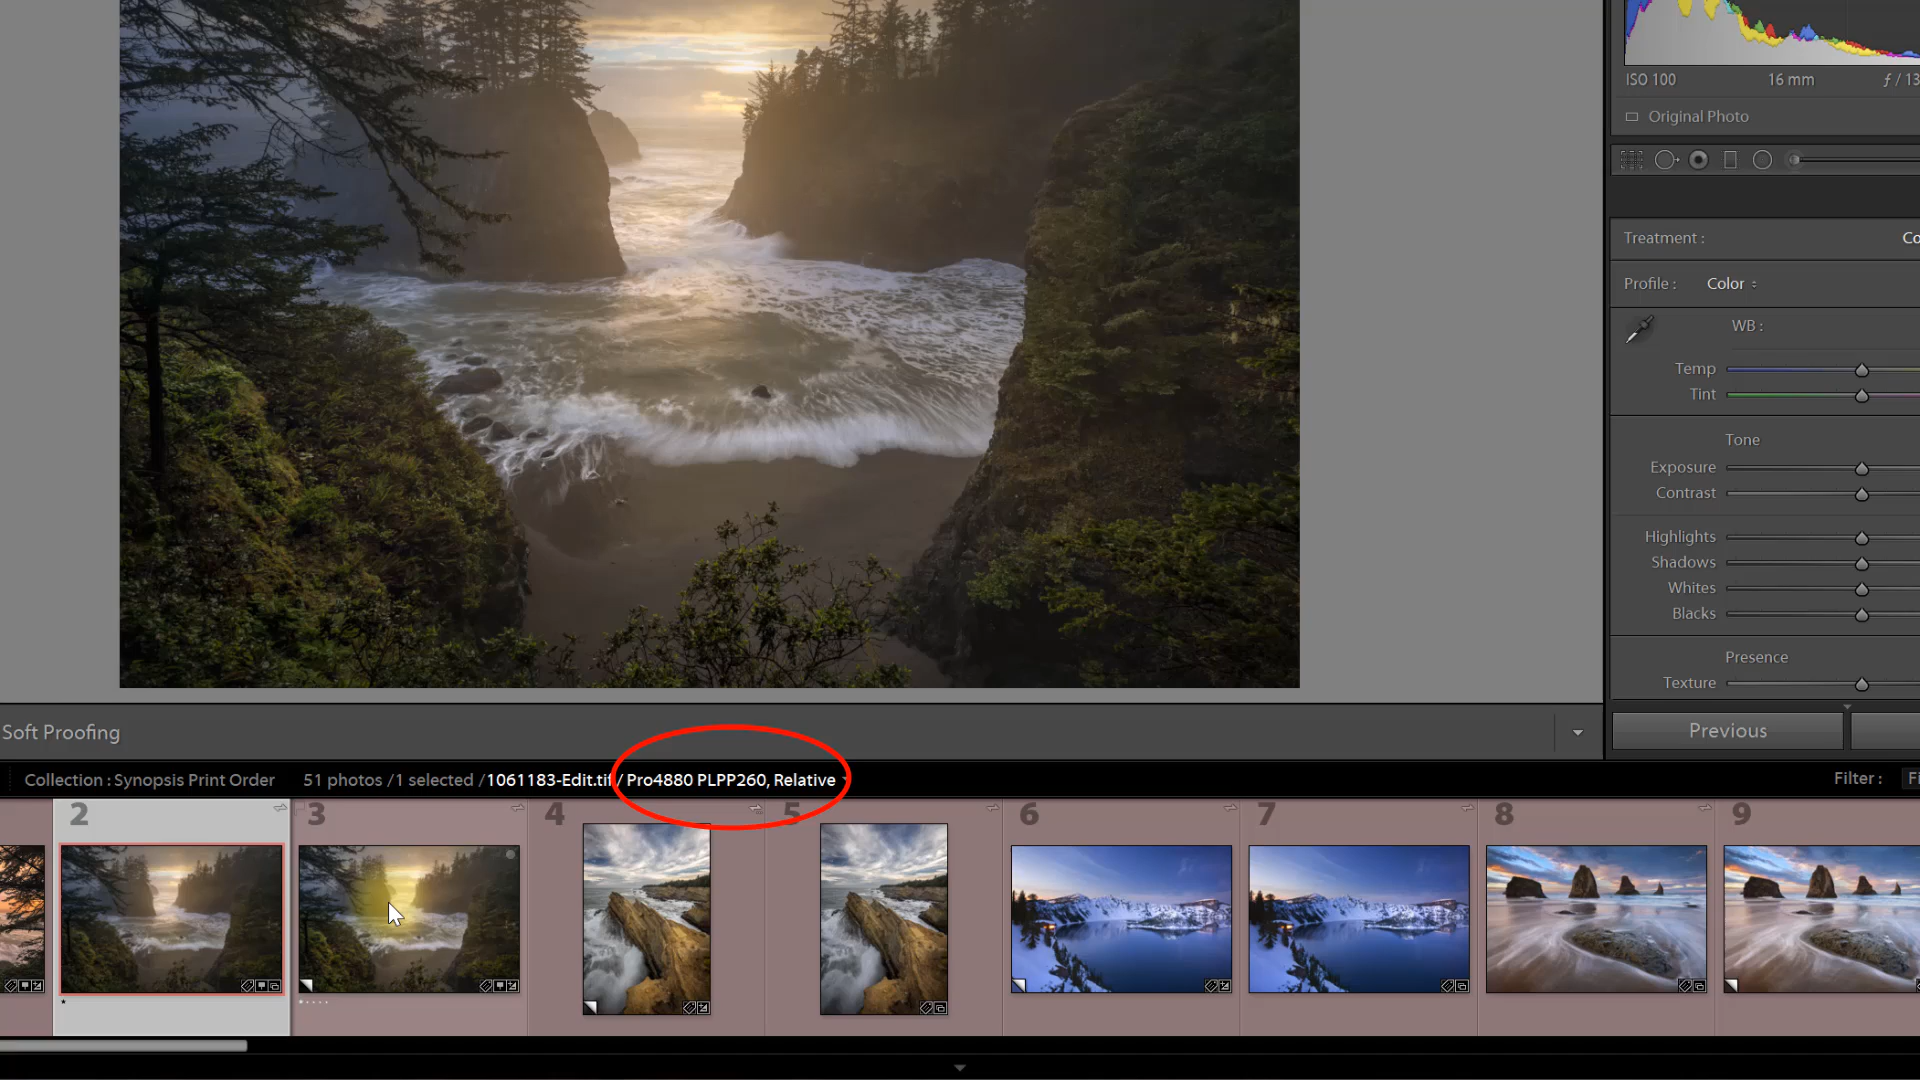 ISO 100 16 mm ƒ / 13
Original Photo
Treatment : Co
Profile : Color
WB :
Temp
Tint
Tone
Exposure
Contrast
Highlights
Shadows
Whites
Blacks
Presence
Texture
Soft Proofing
Previous
Collection : Synopsis Print Order 51 photos / 1 selected / 1061183-Edit.tif / Pro4880 PLPP260, Relative Filter : Fi
2 3 4 5 6 7 8 9